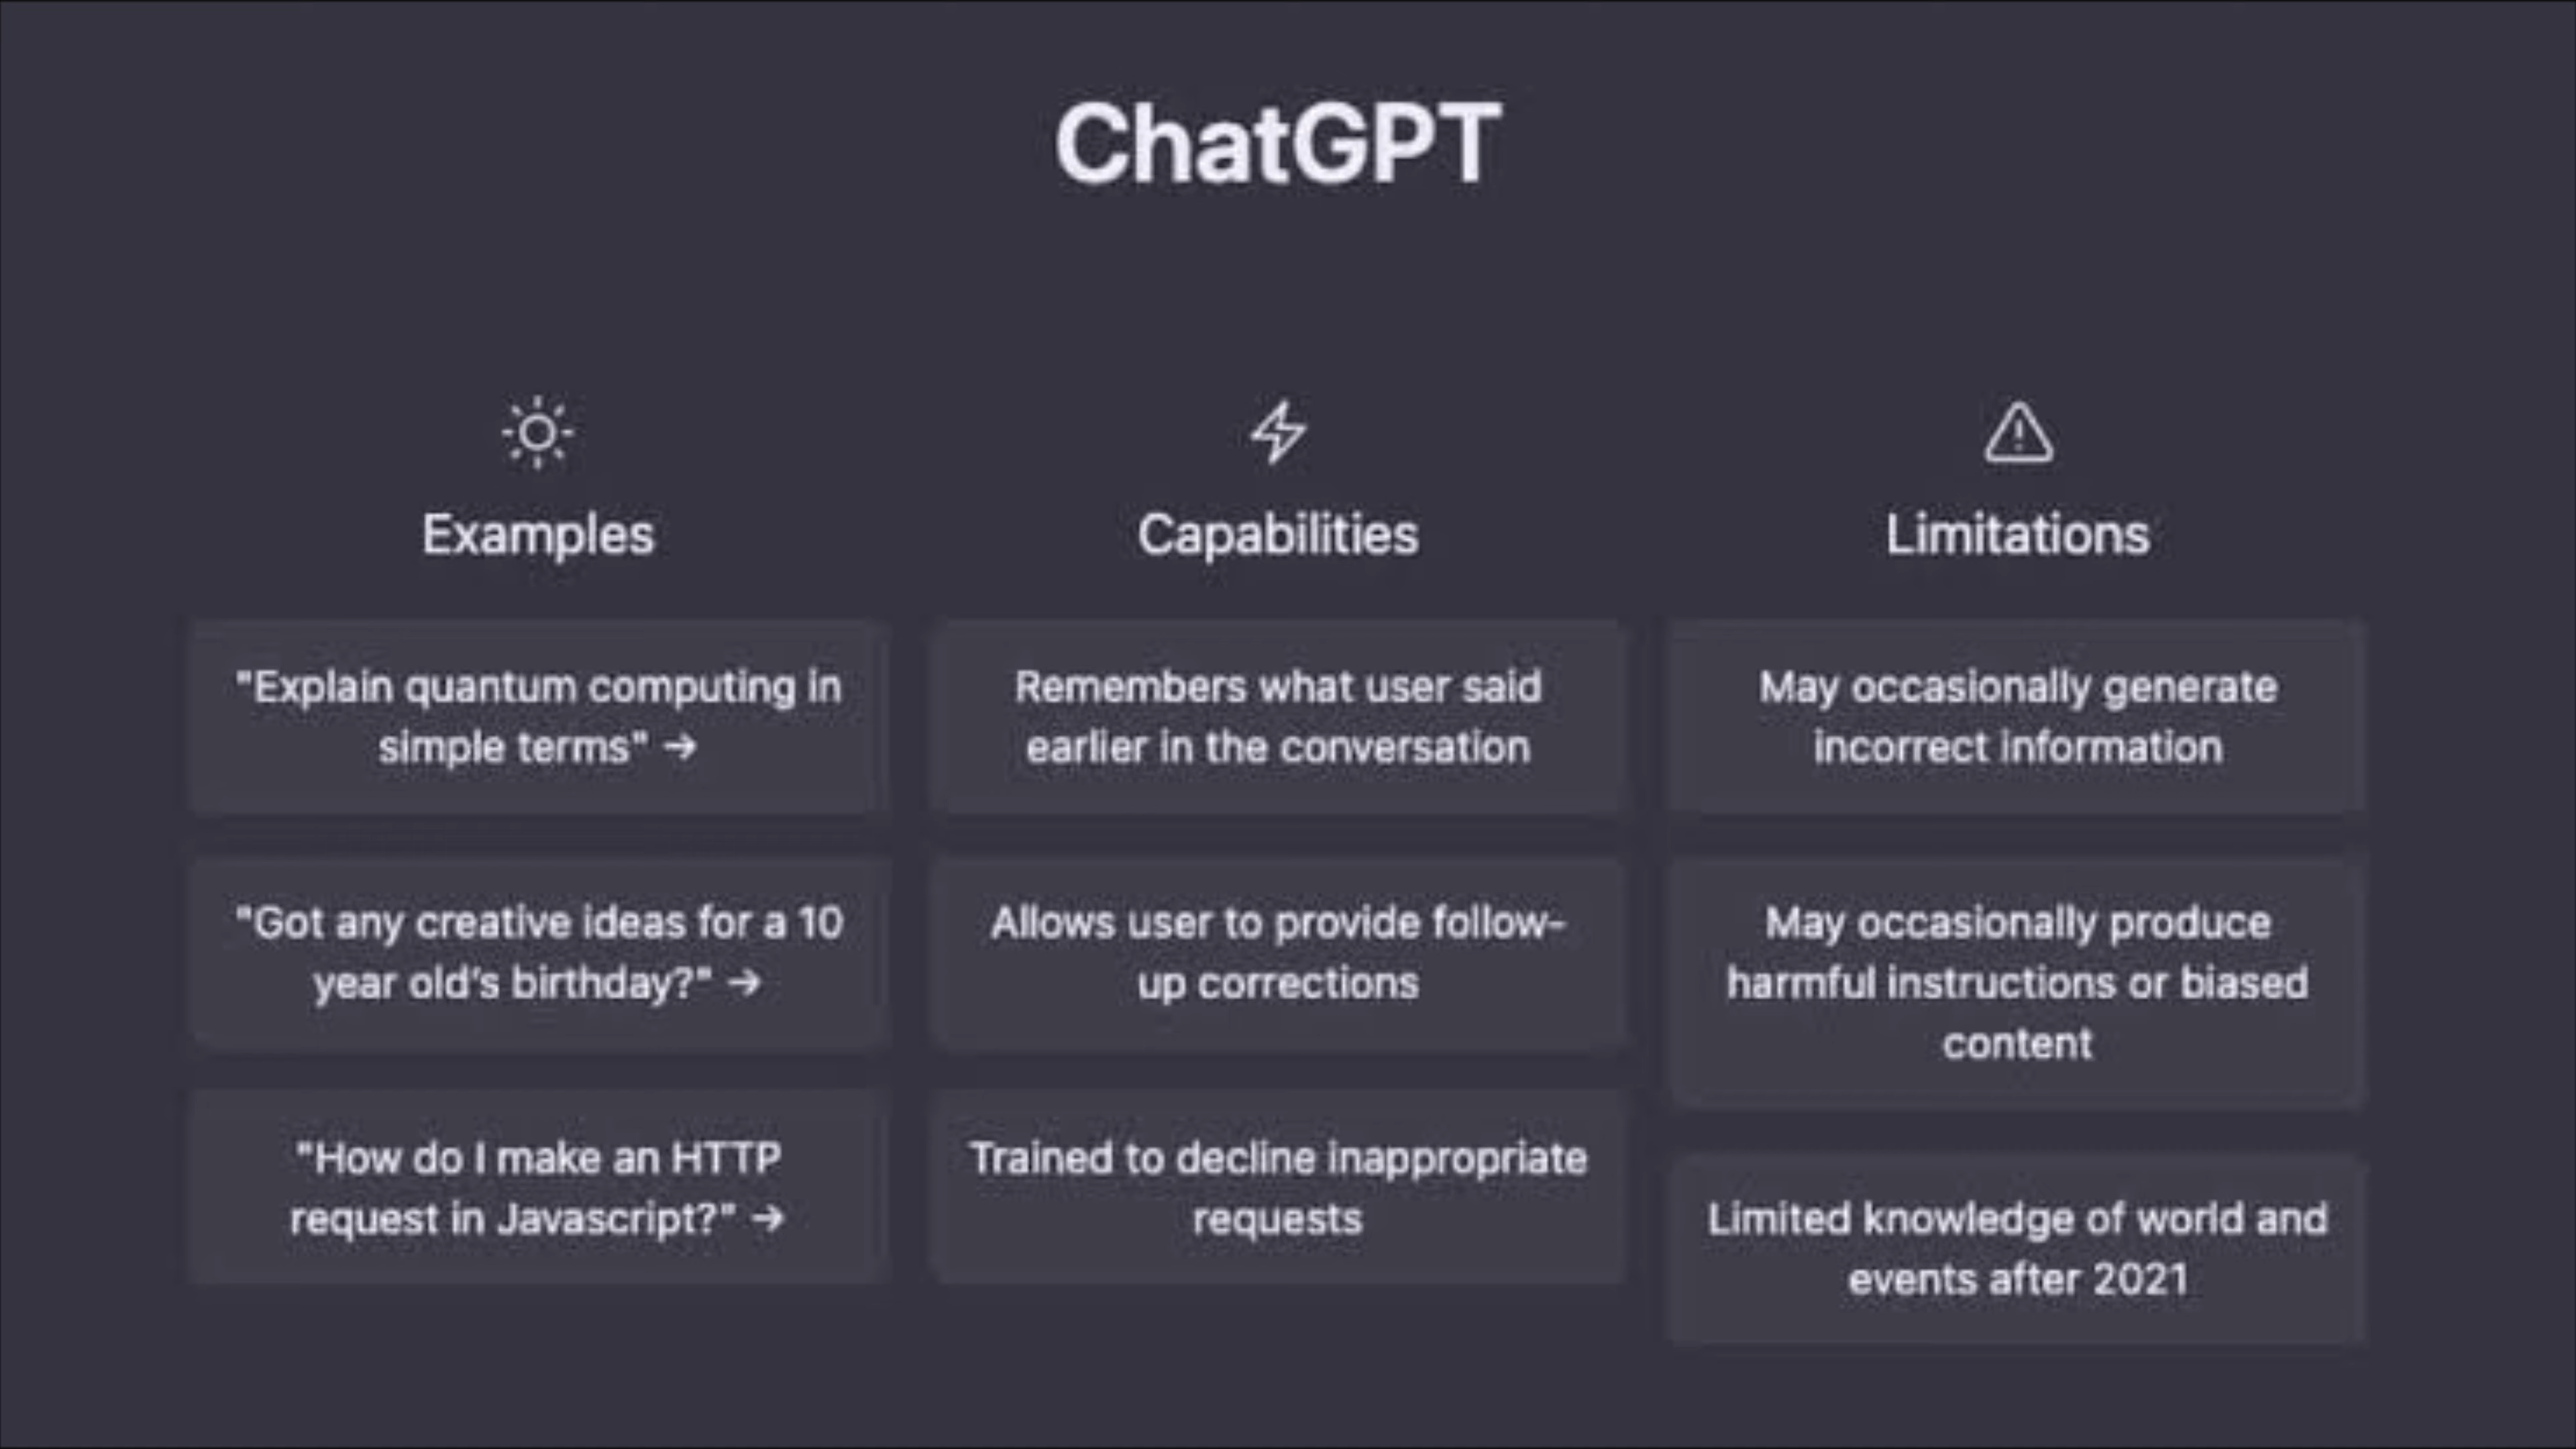 ChatGPT
Examples
"Explain quantum computing in
simple terms" →
"Got any creative ideas for a 10
year old's birthday?" →
"How do I make an HTTP
request in Javascript?" →
Capabilities
Remembers what user said
earlier in the conversation
Allows user to provide follow-
up corrections
Trained to decline inappropriate
requests
Limitations
May occasionally generate
incorrect information
May occasionally produce
harmful instructions or biased
content
Limited knowledge of world and
events after 2021